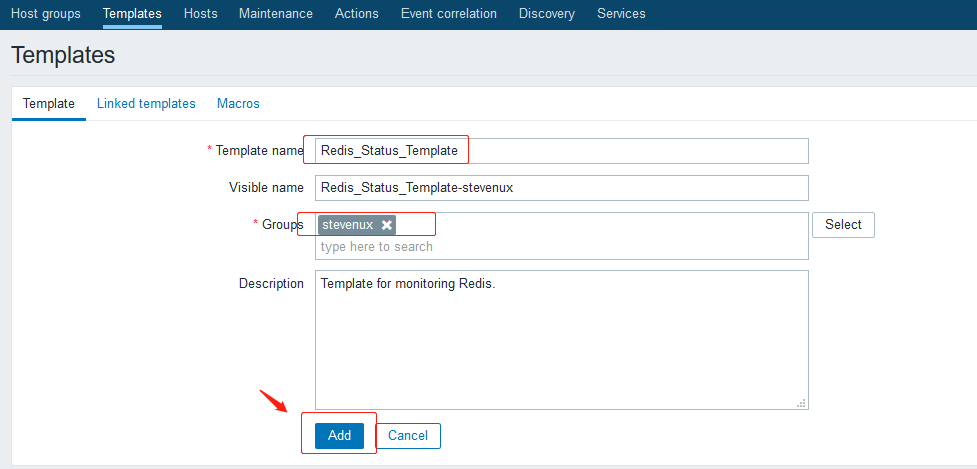 Host groups Templates Hosts Maintenance Actions Event correlation Discovery Services
Templates
Template Linked templates Macros
* Template name Redis_Status_Template
Visible name Redis_Status_Template-stevenux
* Groups stevenux Select
type here to search
Description Template for monitoring Redis.
Add Cancel